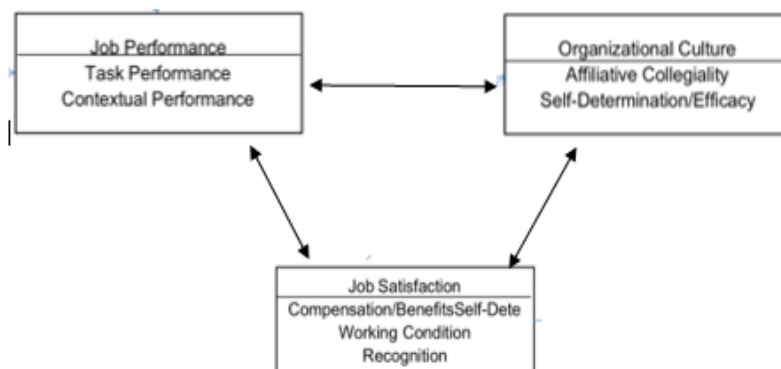 Job Performance
Task Performance
Contextual Performance
Organizational Culture
Affiliative Collegiality
Self-Determination/Efficacy
Job Satisfaction
Compensation/BenefitsSelf-Dete
Working Condition
Recognition